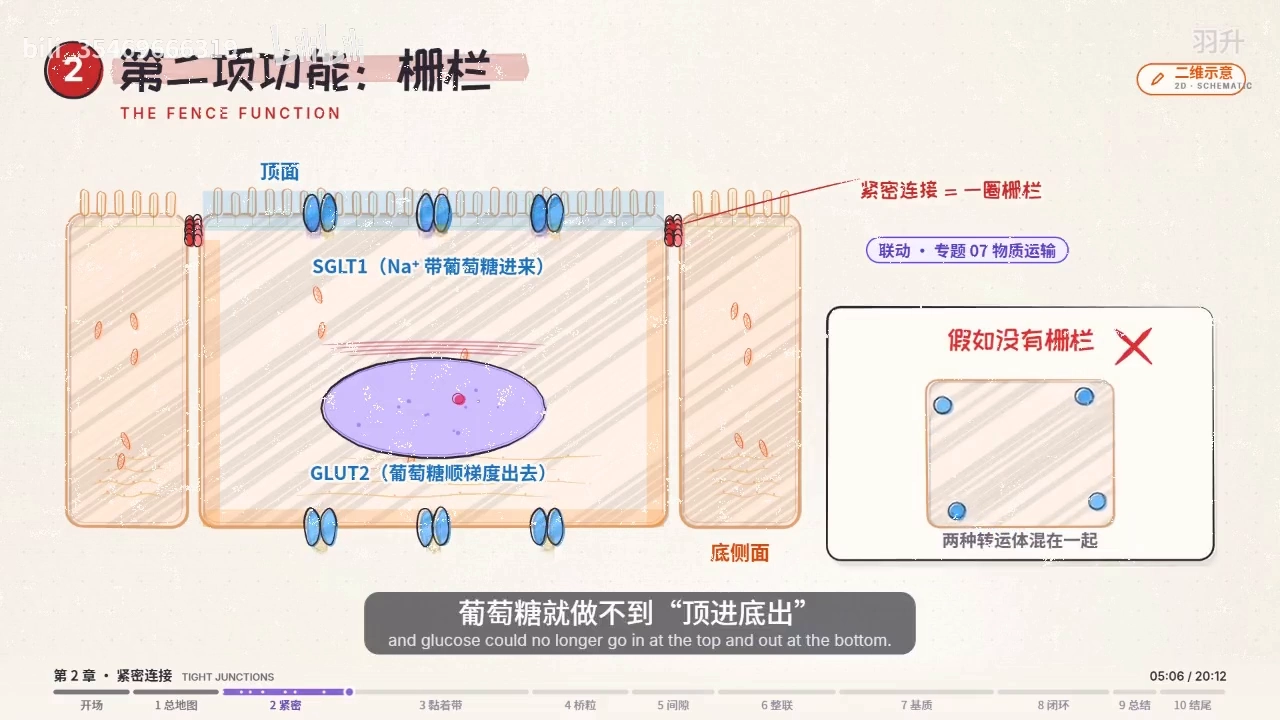 羽升
2
第二项功能：栅栏
THE FENCE FUNCTION
二维示意
2D · SCHEMATIC
顶面
紧密连接 = 一圈栅栏
联动 · 专题 07 物质运输
SGLT1（Na⁺ 带葡萄糖进来）
假如没有栅栏
GLUT2（葡萄糖顺梯度出去）
两种转运体混在一起
底侧面
葡萄糖就做不到“顶进底出”
and glucose could no longer go in at the top and out at the bottom.
第 2 章 · 紧密连接 TIGHT JUNCTIONS
05:06 / 20:12
开场 1 总地图 2 紧密 3 黏着带 4 桥粒 5 间隙 6 整联 7 基质 8 闭环 9 总结 10 结尾